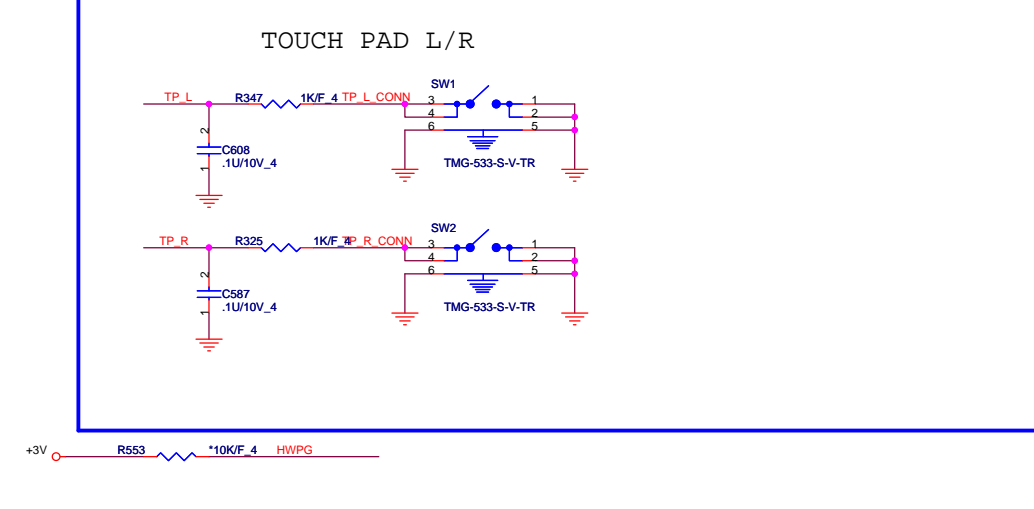 TOUCH PAD L/R
SW1
TP_L R347 1K/F_4 TP_L_CONN 3 1
4 2
6 5
2
C608
.1U/10V_4
1
TMG-533-S-V-TR
SW2
TP_R R325 1K/F_4 TP_R_CONN 3 1
4 2
6 5
2
C587
.1U/10V_4
1
TMG-533-S-V-TR
+3V R553 *10K/F_4 HWPG